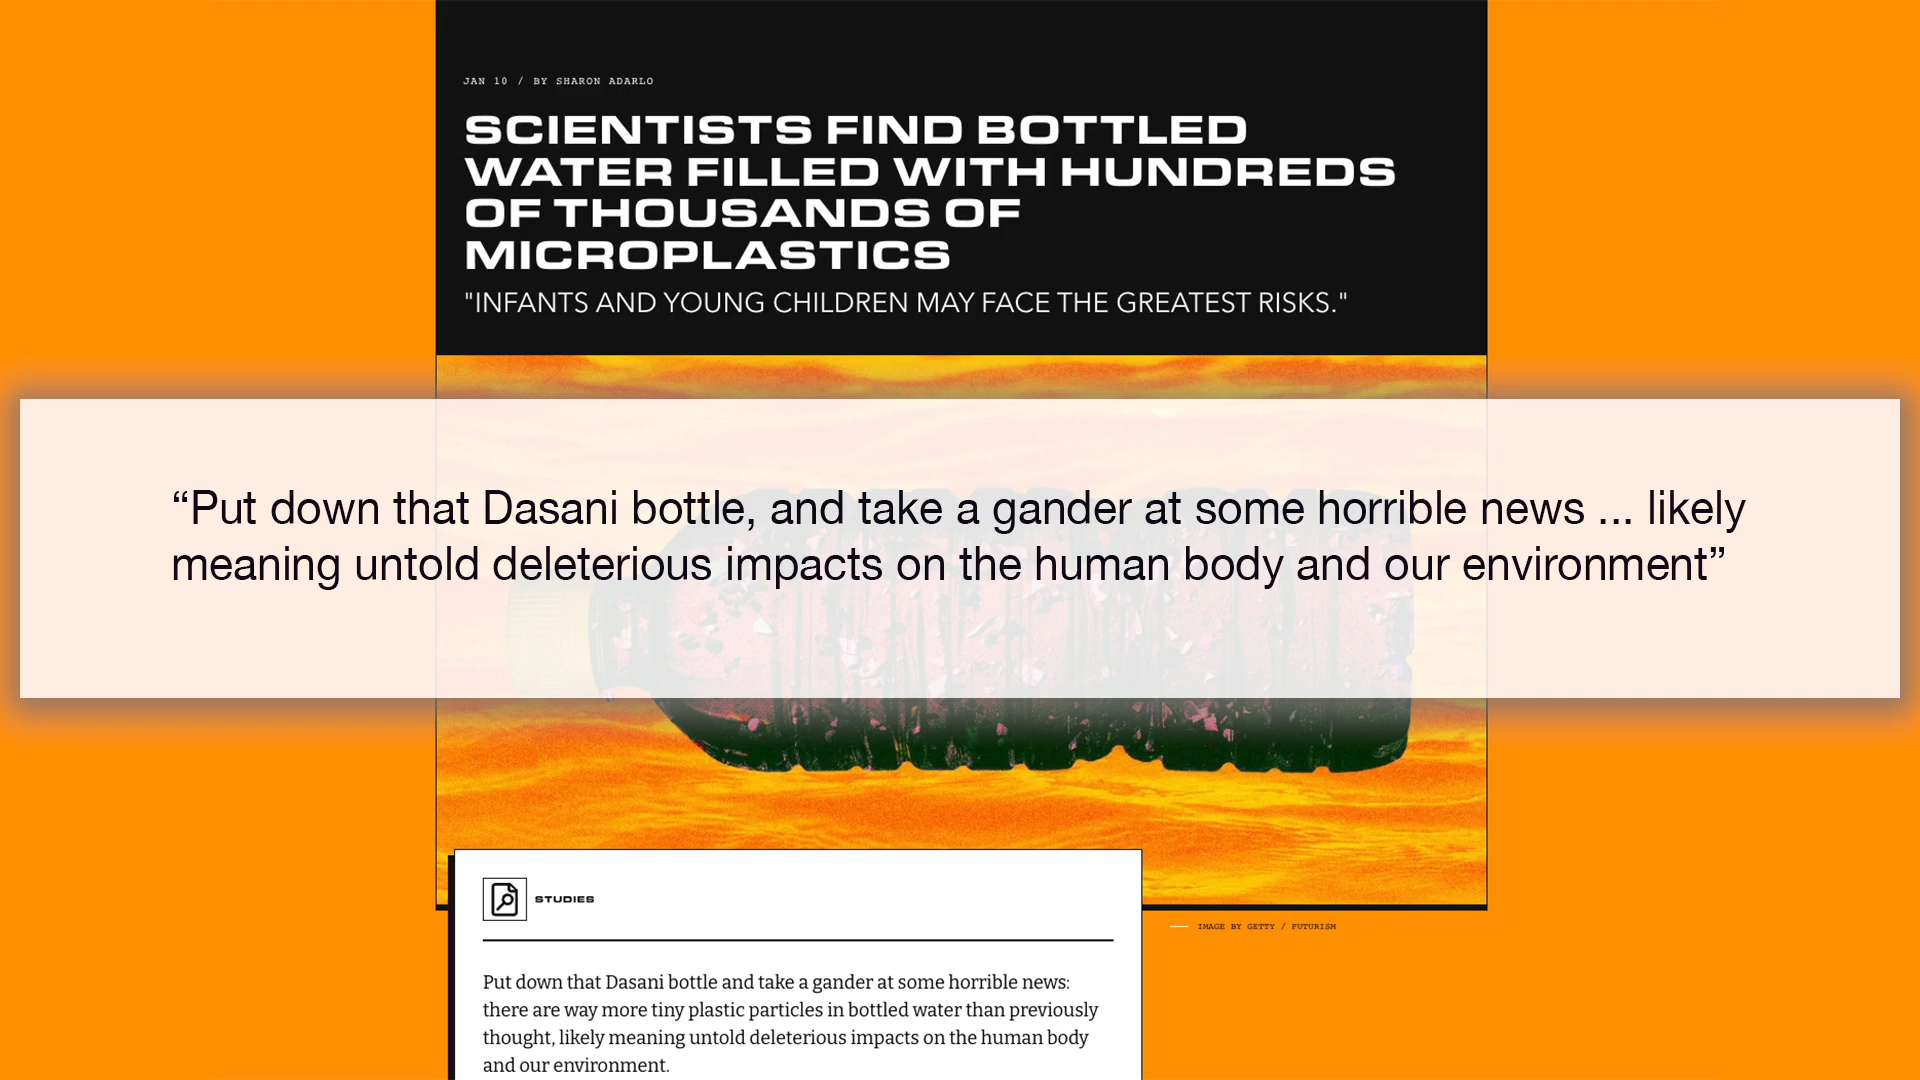 JAN 10 / BY SHARON ADARLO
SCIENTISTS FIND BOTTLED
WATER FILLED WITH HUNDREDS
OF THOUSANDS OF
MICROPLASTICS
"INFANTS AND YOUNG CHILDREN MAY FACE THE GREATEST RISKS."
“Put down that Dasani bottle, and take a gander at some horrible news ... likely
meaning untold deleterious impacts on the human body and our environment”
STUDIES
IMAGE BY GETTY / FUTURISM
Put down that Dasani bottle and take a gander at some horrible news:
there are way more tiny plastic particles in bottled water than previously
thought, likely meaning untold deleterious impacts on the human body
and our environment.